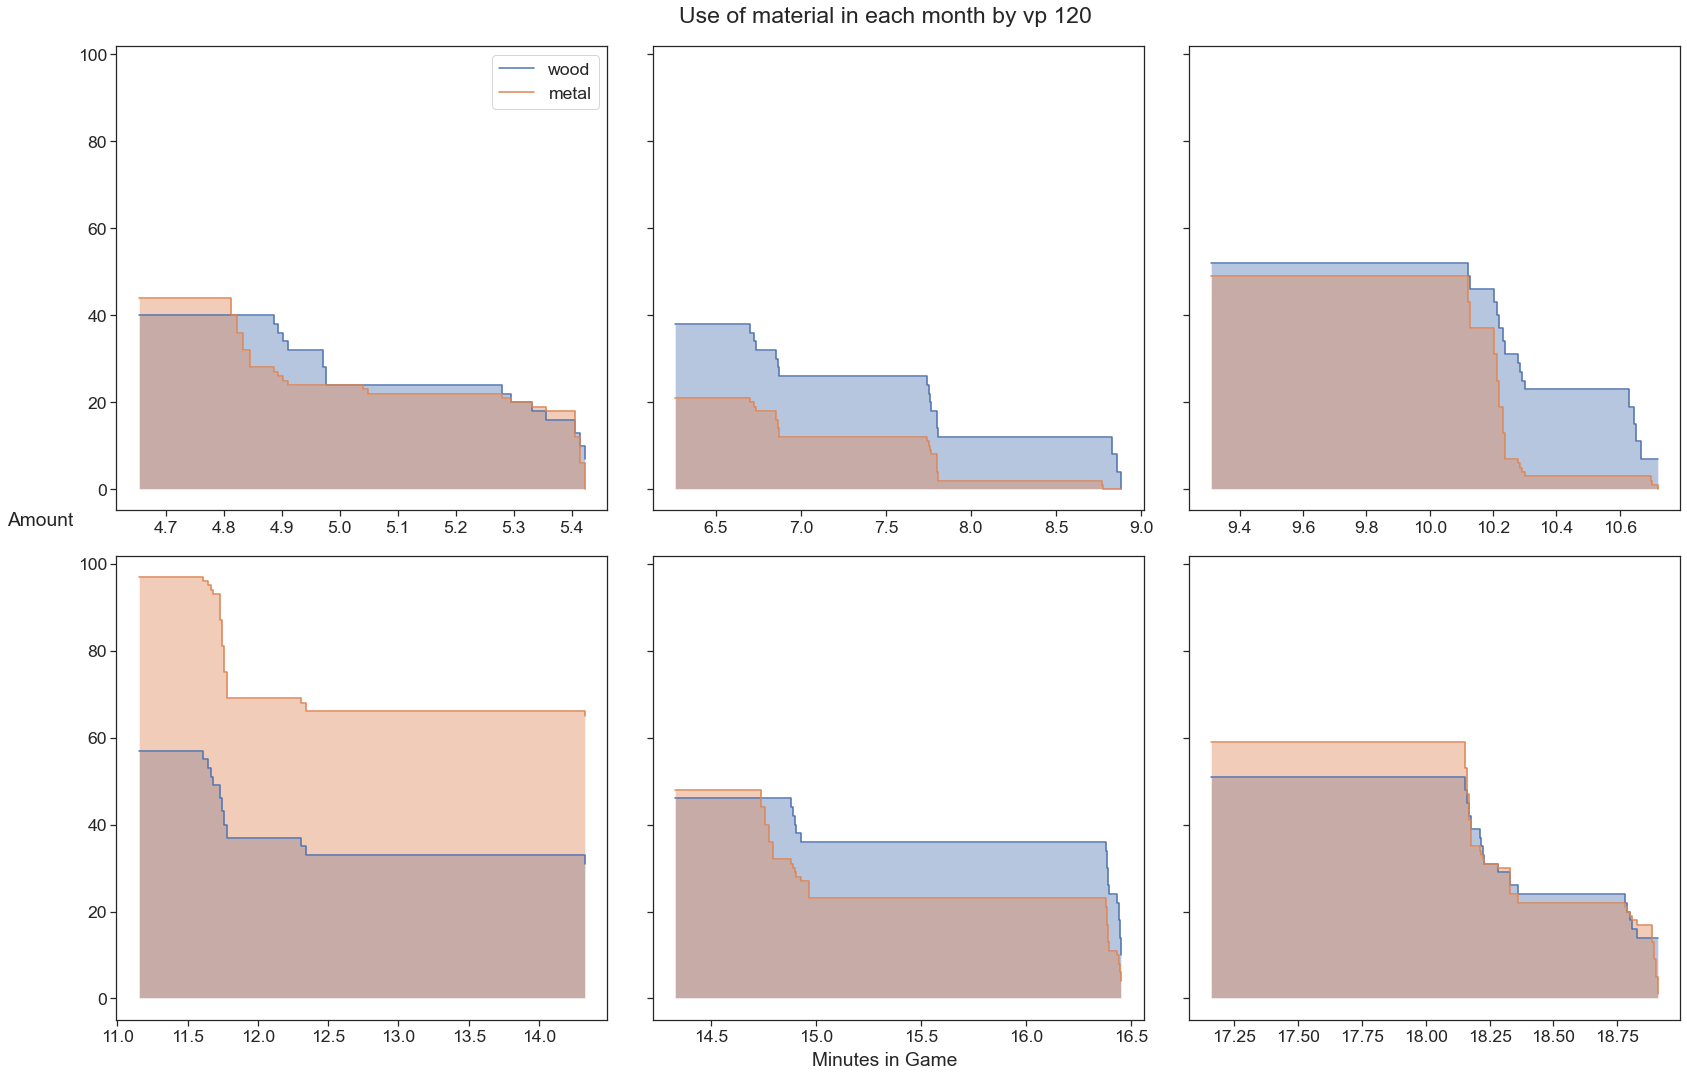 Use of material in each month by vp 120
100
80
60
40
20
0
wood
metal
4.7 4.8 4.9 5.0 5.1 5.2 5.3 5.4
6.5 7.0 7.5 8.0 8.5 9.0
9.4 9.6 9.8 10.0 10.2 10.4 10.6
Amount
100
80
60
40
20
0
11.0 11.5 12.0 12.5 13.0 13.5 14.0
14.5 15.0 15.5 16.0 16.5
17.25 17.50 17.75 18.00 18.25 18.50 18.75
Minutes in Game